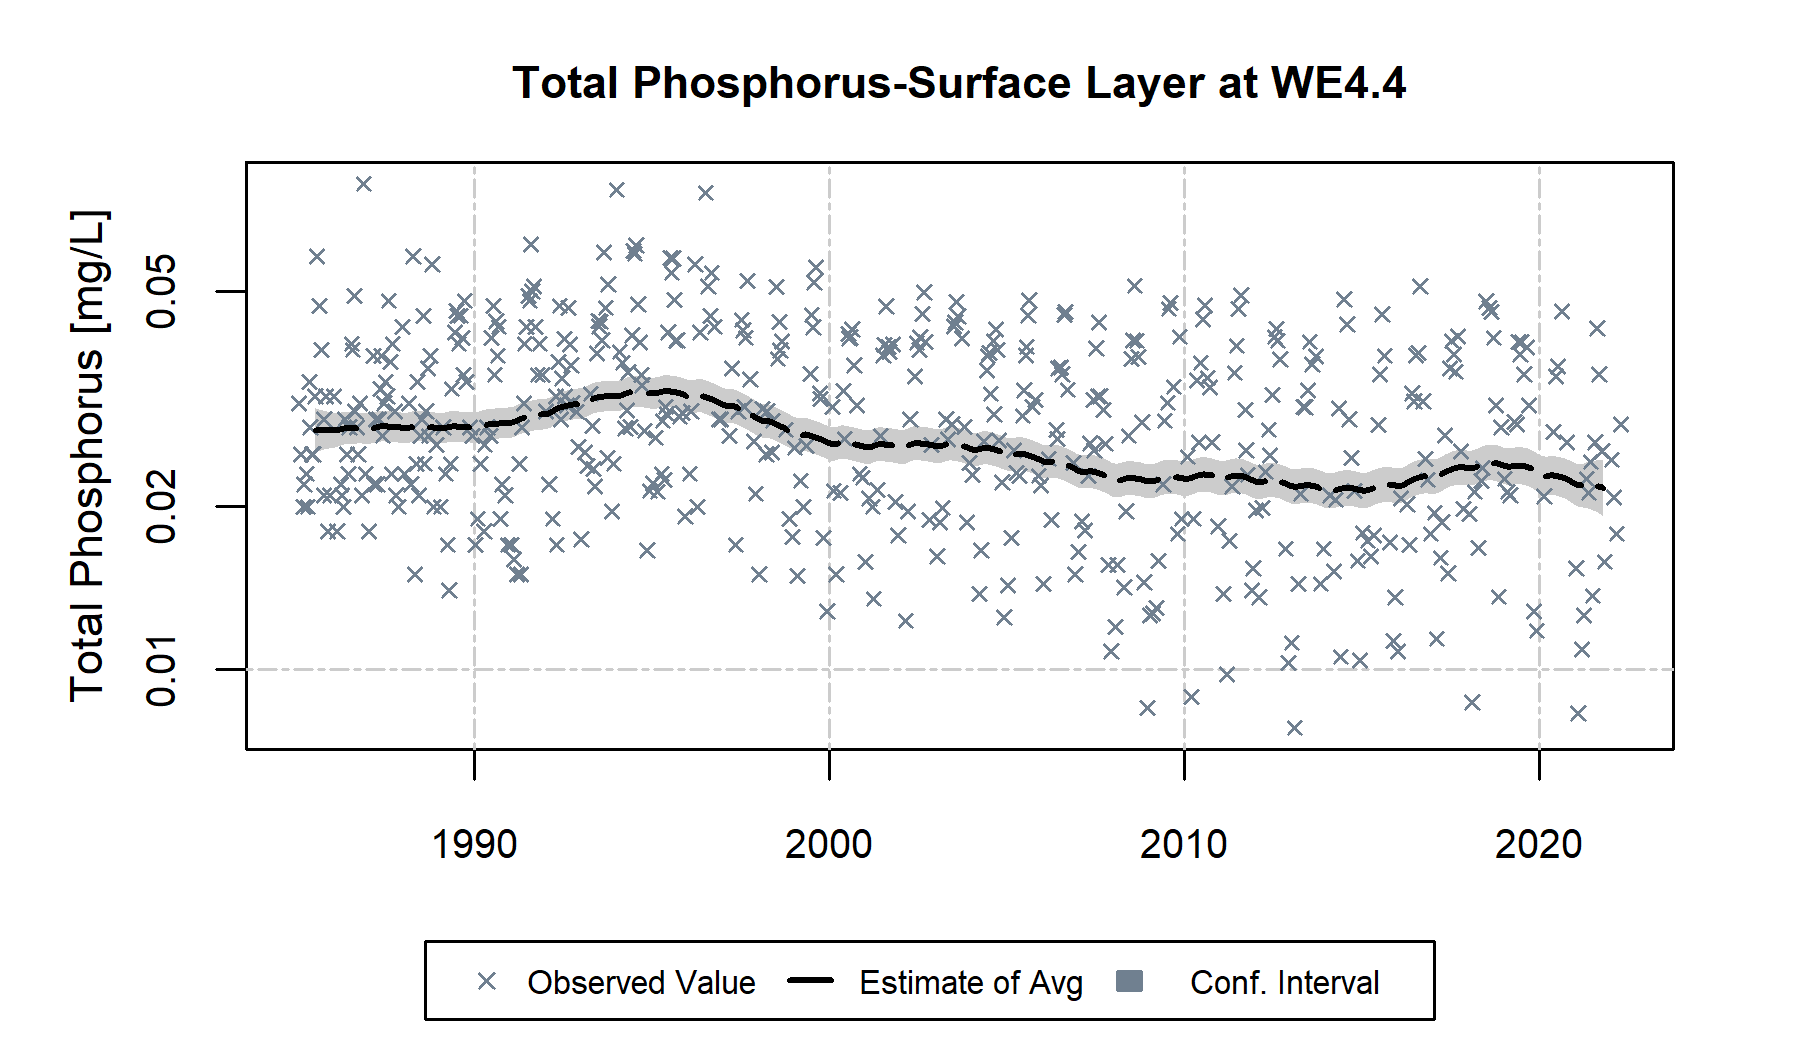 Total Phosphorus-Surface Layer at WE4.4
Total Phosphorus [mg/L]
0.05
0.02
0.01
1990 2000 2010 2020
Observed Value Estimate of Avg Conf. Interval